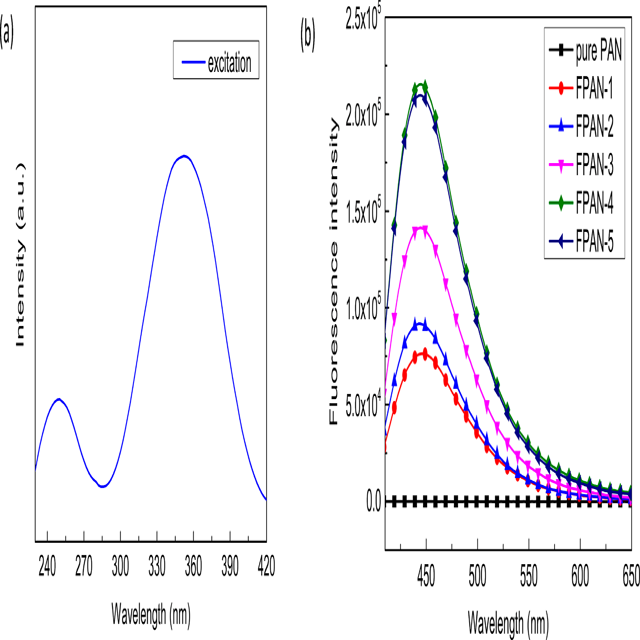 (a)
excitation
Intensity (a.u.)
240 270 300 330 360 390 420
Wavelength (nm)
(b)
2.5x10⁵
2.0x10⁵
1.5x10⁵
1.0x10⁵
5.0x10⁴
0.0
Fluorescence intensity
pure PAN
FPAN-1
FPAN-2
FPAN-3
FPAN-4
FPAN-5
450 500 550 600 650
Wavelength (nm)